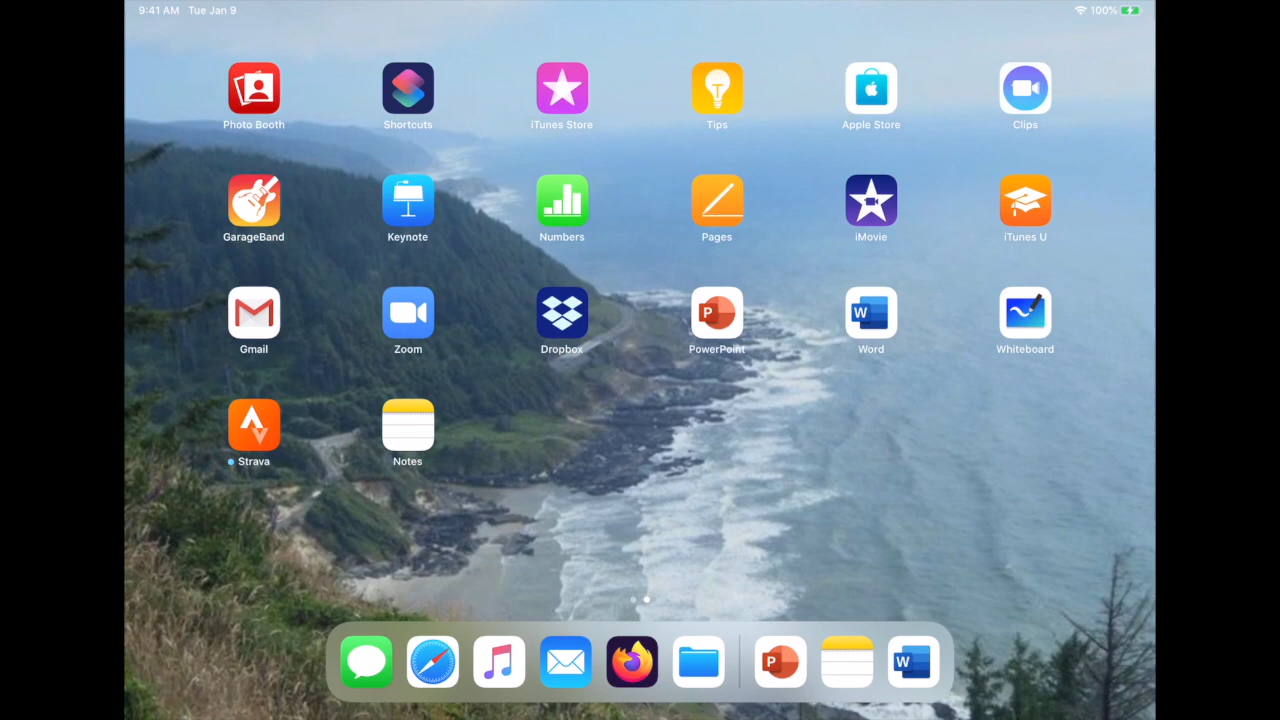 9:41 AM Tue Jan 9 100%
Photo Booth Shortcuts iTunes Store Tips Apple Store Clips
GarageBand Keynote Numbers Pages iMovie iTunes U
Gmail Zoom Dropbox PowerPoint Word Whiteboard
Strava Notes